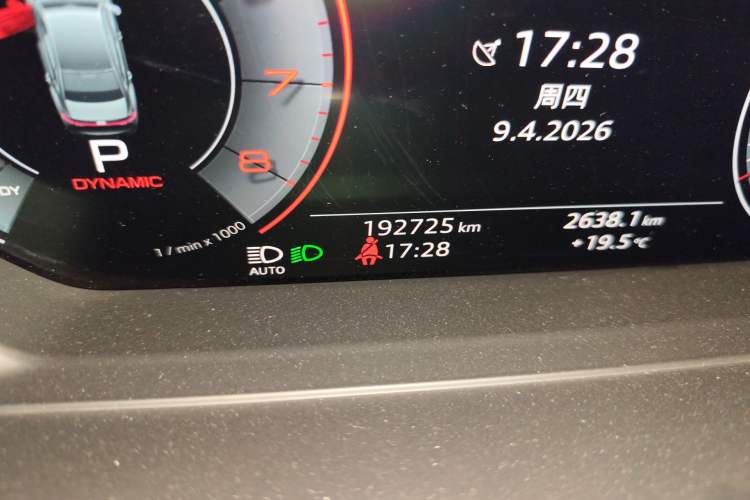 17:28
周四
9.4.2026
7
8
P
DYNAMIC
DY
1 / min x 1000
192725 km
2638.1 km
AUTO
17:28
+19.5°C